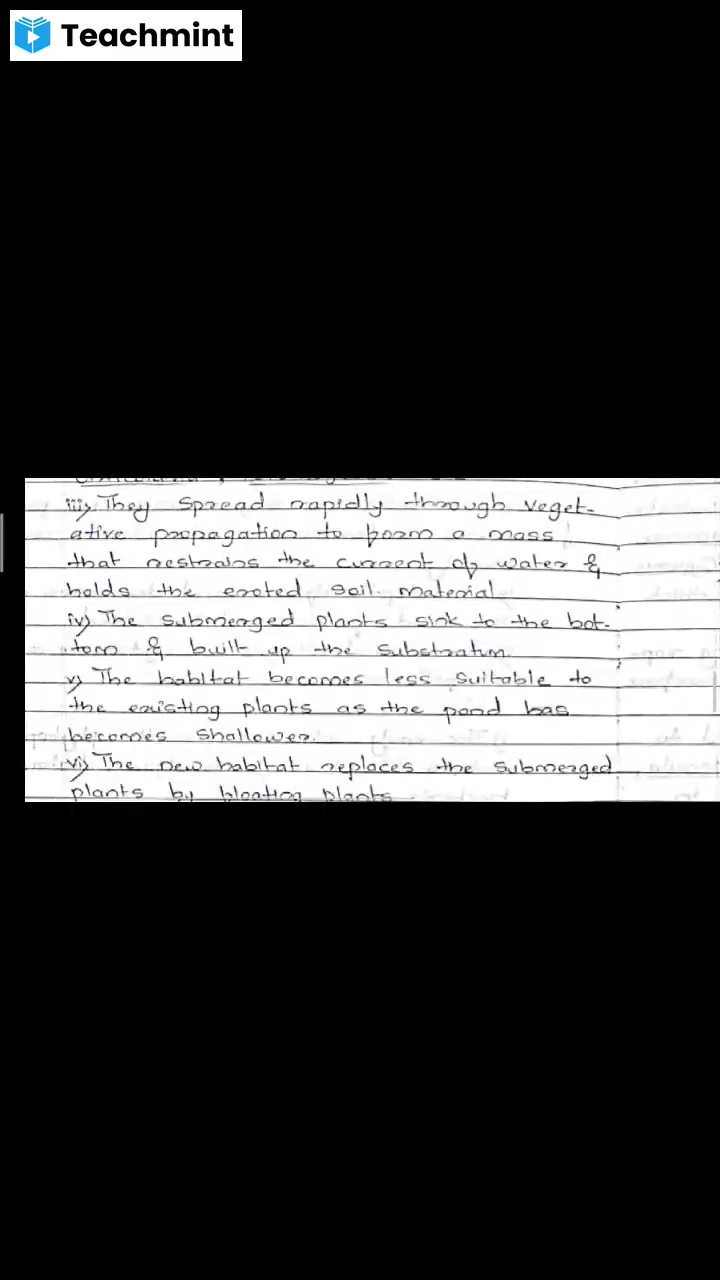 Teachmint
iii) They spread rapidly through veget-
ative propagation to form a mass
that restrains the current of water &
holds the eroted soil material
iv) The submerged plants sink to the bot-
tom & built up the substratum.
v) The habitat becomes less suitable to
the existing plants as the pond has
becomes shallower.
vi) The new habitat replaces the submerged
plants by floating plants